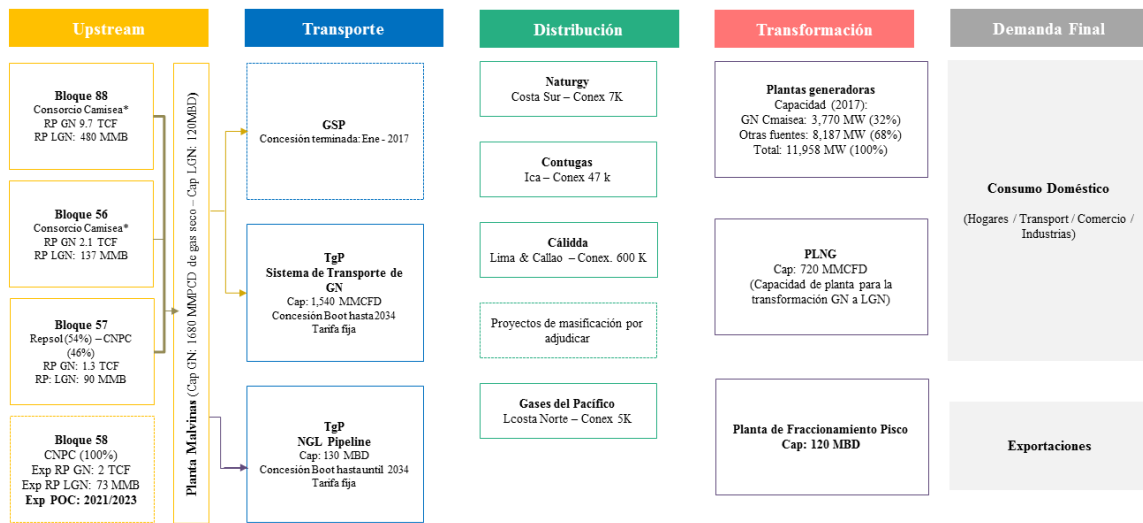 Upstream
Transporte
Distribución
Transformación
Demanda Final
Bloque 88
Consorcio Camisea*
RP GN 9.7 TCF
RP LGN: 480 MMB
Bloque 56
Consorcio Camisea*
RP GN 2.1 TCF
RP LGN: 137 MMB
Bloque 57
Repsol (54%) – CNPC
(46%)
RP GN: 1.3 TCF
RP: LGN: 90 MMB
Bloque 58
CNPC (100%)
Exp RP GN: 2 TCF
Exp RP LGN: 73 MMB
Exp POC: 2021/2023
Planta Malvinas (Cap GN: 1680 MMPCD de gas seco – Cap LGN: 120MBD)
GSP
Concesión terminada: Ene - 2017
TgP
Sistema de Transporte de
GN
Cap: 1,540 MMCFD
Concesión Boot hasta 2034
Tarifa fija
TgP
NGL Pipeline
Cap: 130 MBD
Concesión Boot hasta until 2034
Tarifa fija
Naturgy
Costa Sur – Conex 7K
Contugas
Ica – Conex 47 k
Cálidda
Lima & Callao – Conex. 600 K
Proyectos de masificación por
adjudicar
Gases del Pacífico
Lcosta Norte – Conex 5K
Plantas generadoras
Capacidad (2017):
GN Cmaisea: 3,770 MW (32%)
Otras fuentes: 8,187 MW (68%)
Total: 11,958 MW (100%)
PLNG
Cap: 720 MMCFD
(Capacidad de planta para la
transformación GN a LGN)
Planta de Fraccionamiento Pisco
Cap: 120 MBD
Consumo Doméstico
(Hogares / Transport / Comercio /
Industrias)
Exportaciones